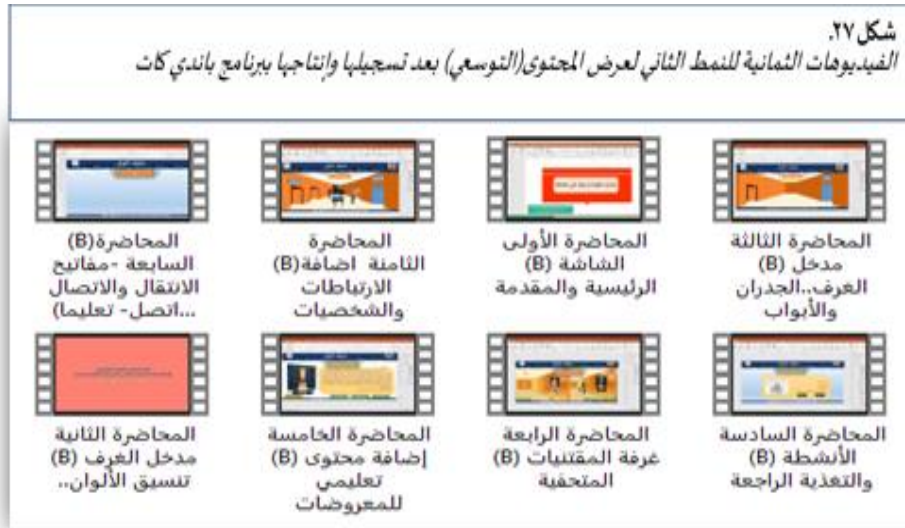 شكل ٢٧.
الفيديوهات الثمانية للنمط الثاني لعرض المحتوى(التوسعي) بعد تسجيلها وإنتاجها ببرنامج باندي كات
المحاضرة الثالثة
مدخل (B)
الغرف..الجدران
والأبواب
المحاضرة الأولى
الشاشة (B)
الرئيسية والمقدمة
المحاضرة
الثامنة اضافة(B)
الارتباطات
والشخصيات
المحاضرة(B)
السابعة -مفاتيح
الانتقال والاتصال
...اتصل- تعليما)
المحاضرة السادسة
الأنشطة (B)
والتغذية الراجعة
المحاضرة الرابعة
غرفة المقتنيات (B)
المتحفية
المحاضرة الخامسة
إضافة محتوى (B)
تعليمي
للمعروضات
المحاضرة الثانية
مدخل الغرف (B)
تنسيق الألوان..